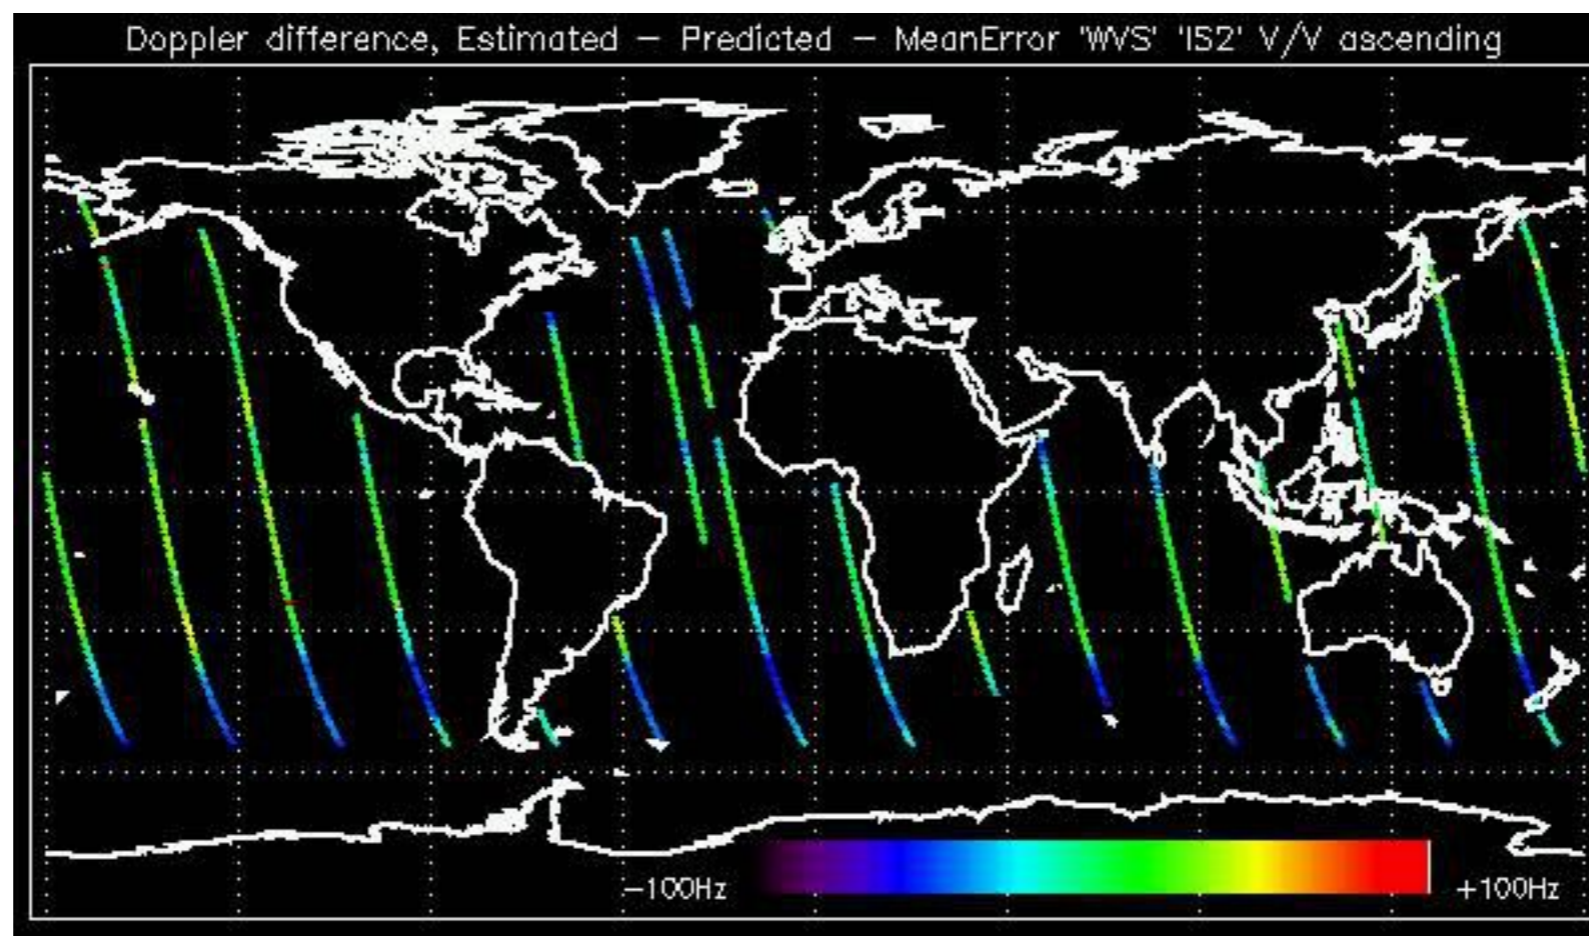 Doppler difference, Estimated – Predicted – MeanError 'WVS' 'IS2' V/V ascending
–100Hz +100Hz